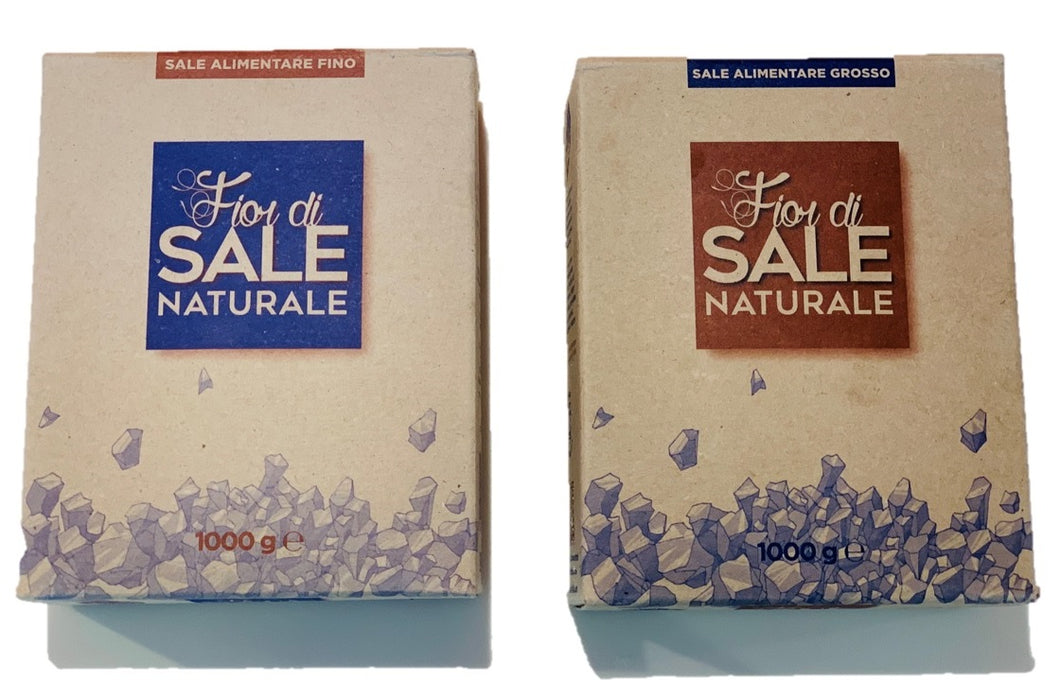 SALE ALIMENTARE FINO
Fior di
SALE
NATURALE
1000 g ℮
SALE ALIMENTARE GROSSO
Fior di
SALE
NATURALE
1000 g ℮